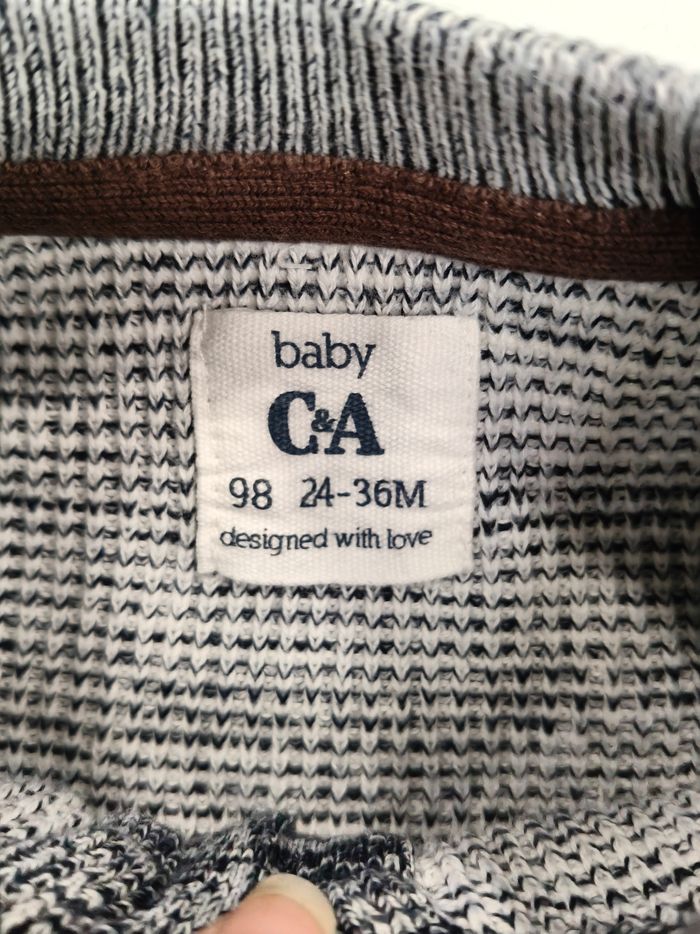 baby
C&A
98 24-36M
designed with love